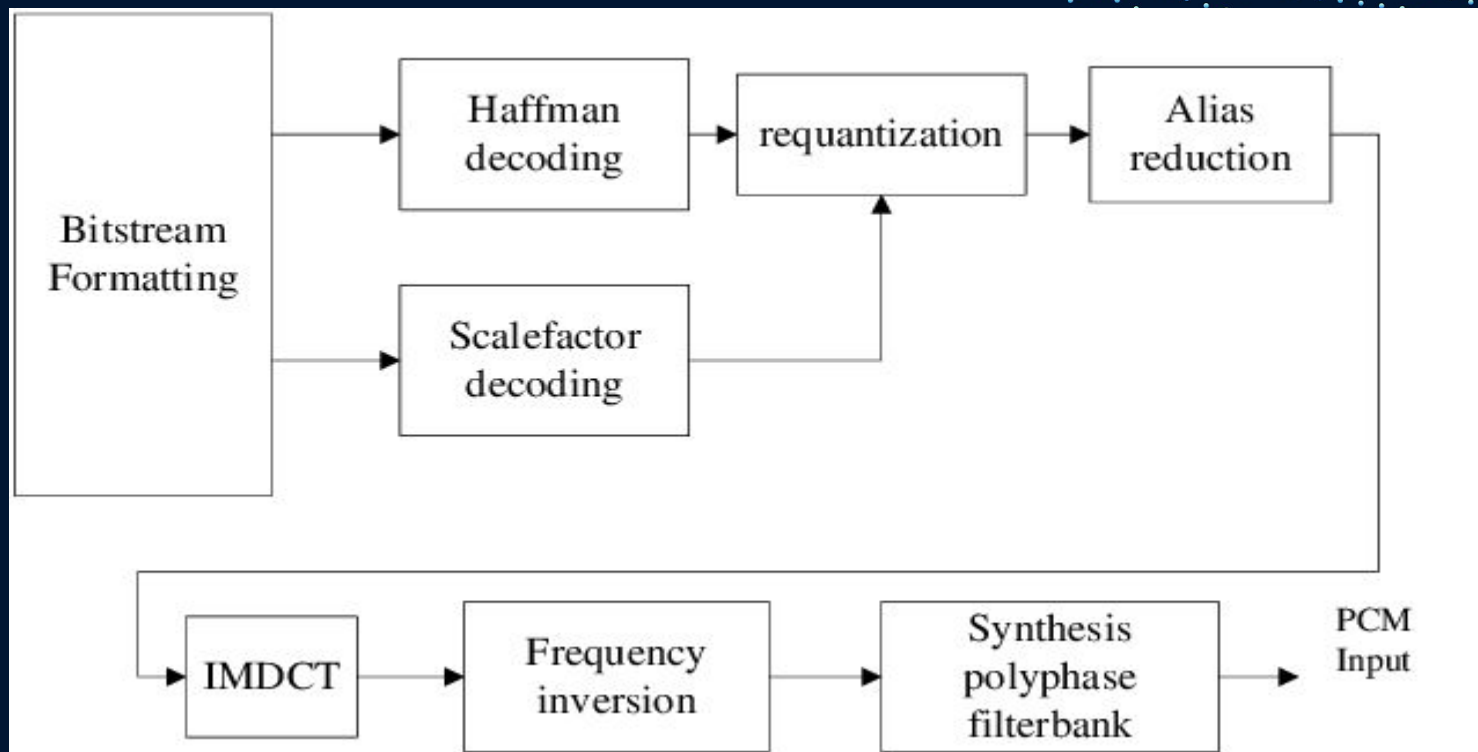 Bitstream
Formatting
Haffman
decoding
requantization
Alias
reduction
Scalefactor
decoding
IMDCT
Frequency
inversion
Synthesis
polyphase
filterbank
PCM
Input